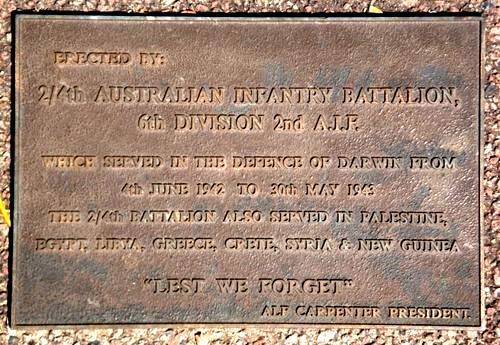 ERECTED BY:
2/4th AUSTRALIAN INFANTRY BATTALION,
6th DIVISION 2nd A.I.F.
WHICH SERVED IN THE DEFENCE OF DARWIN FROM
4th JUNE 1942 TO 30th MAY 1943
THE 2/4th BATTALION ALSO SERVED IN PALESTINE,
EGYPT, LIBYA, GREECE, CRETE, SYRIA & NEW GUINEA
"LEST WE FORGET"
ALF CARPENTER PRESIDENT